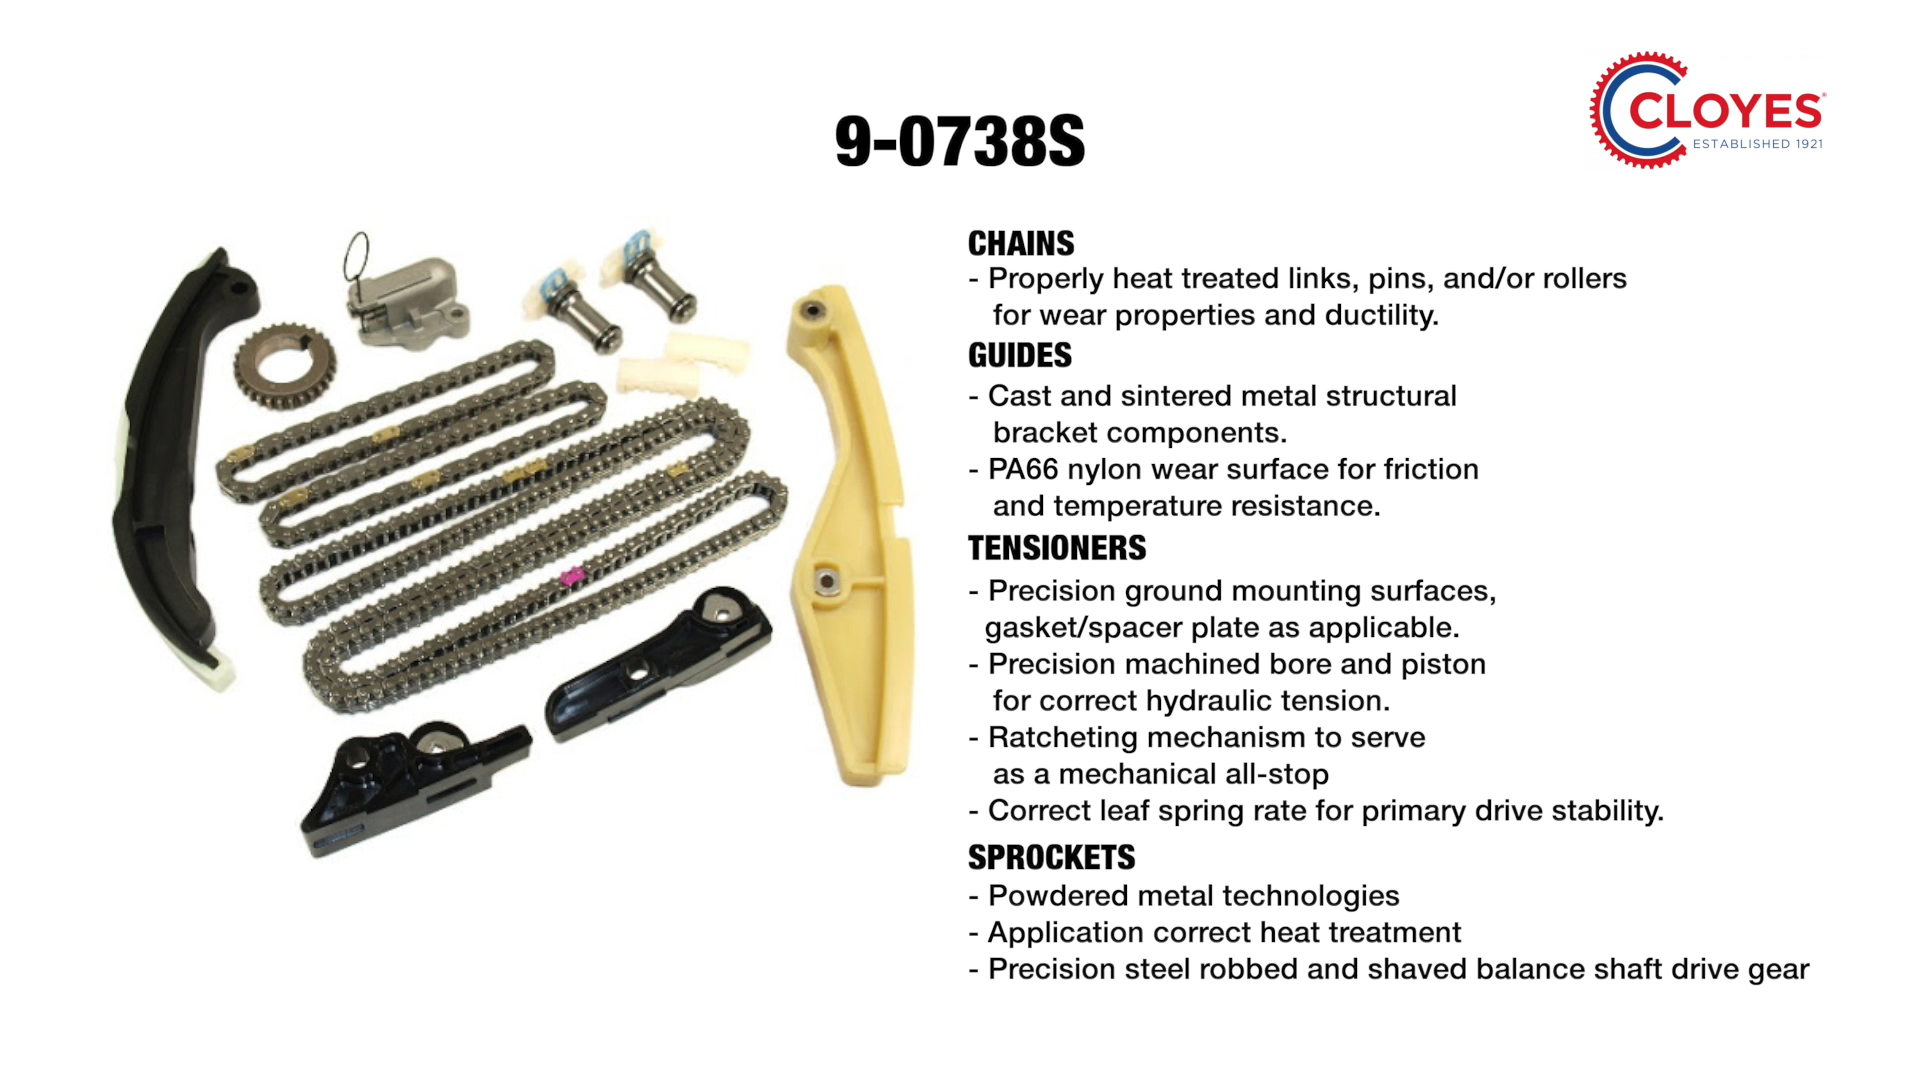 CLOYES®
ESTABLISHED 1921
9-0738S
CHAINS
- Properly heat treated links, pins, and/or rollers
for wear properties and ductility.
GUIDES
- Cast and sintered metal structural
bracket components.
- PA66 nylon wear surface for friction
and temperature resistance.
TENSIONERS
- Precision ground mounting surfaces,
gasket/spacer plate as applicable.
- Precision machined bore and piston
for correct hydraulic tension.
- Ratcheting mechanism to serve
as a mechanical all-stop
- Correct leaf spring rate for primary drive stability.
SPROCKETS
- Powdered metal technologies
- Application correct heat treatment
- Precision steel robbed and shaved balance shaft drive gear